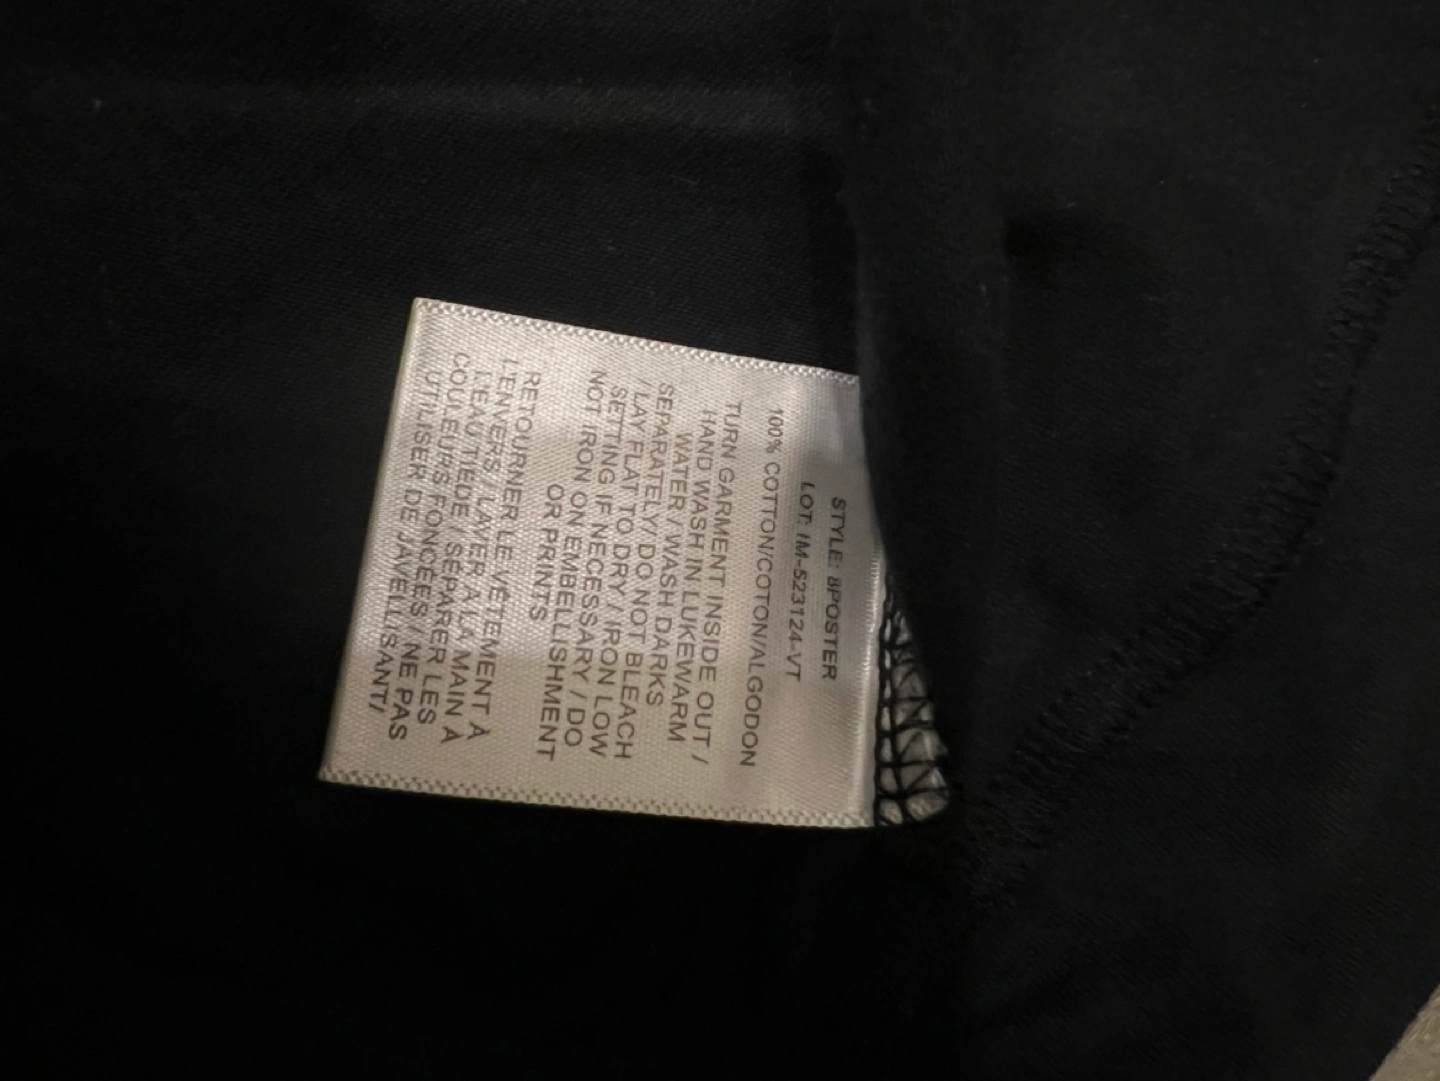 STYLE: 8POSTER
LOT: IM-523124-VT
100% COTTON/COTON/ALGODON
TURN GARMENT INSIDE OUT /
HAND WASH IN LUKEWARM
WATER / WASH DARKS
SEPARATELY/ DO NOT BLEACH
/ LAY FLAT TO DRY / IRON LOW
SETTING IF NECESSARY / DO
NOT IRON ON EMBELLISHMENT
OR PRINTS
RETOURNER LE VÊTEMENT À
L'ENVERS/ LAVER À LA MAIN À
L'EAU TIÈDE / SÉPARER LES
COULEURS FONCÉES / NE PAS
UTILISER DE JAVELLISANT/